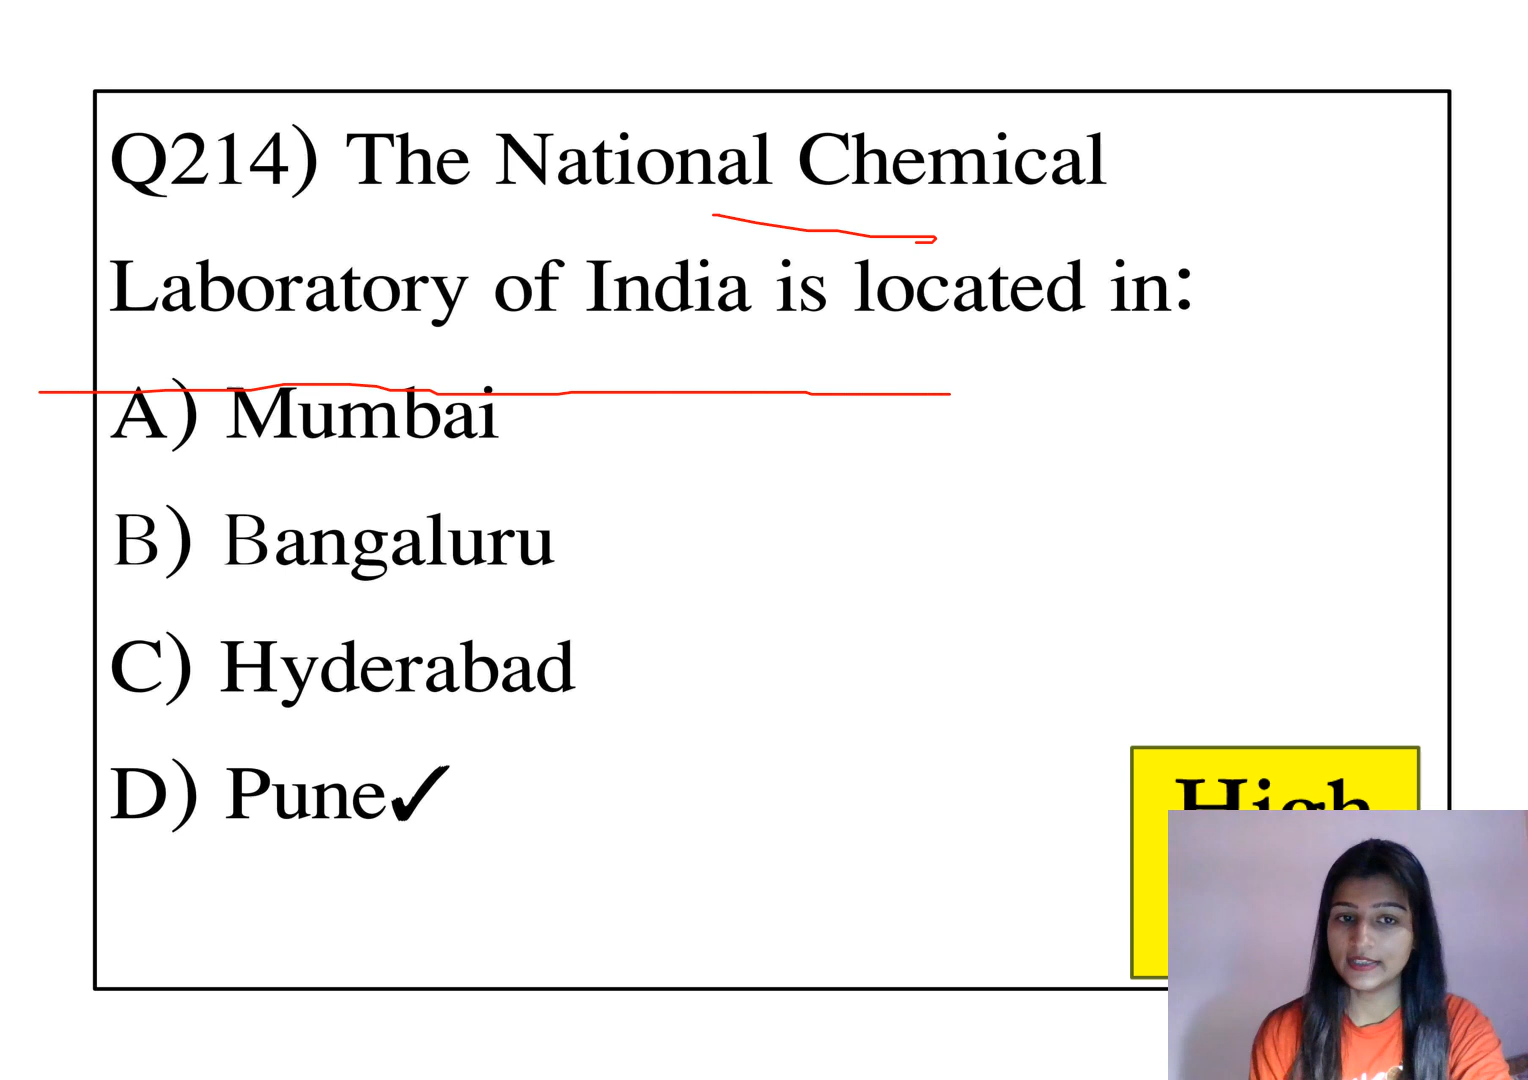 Q214) The National Chemical
Laboratory of India is located in:
A) Mumbai
B) Bangaluru
C) Hyderabad
D) Pune✓
High